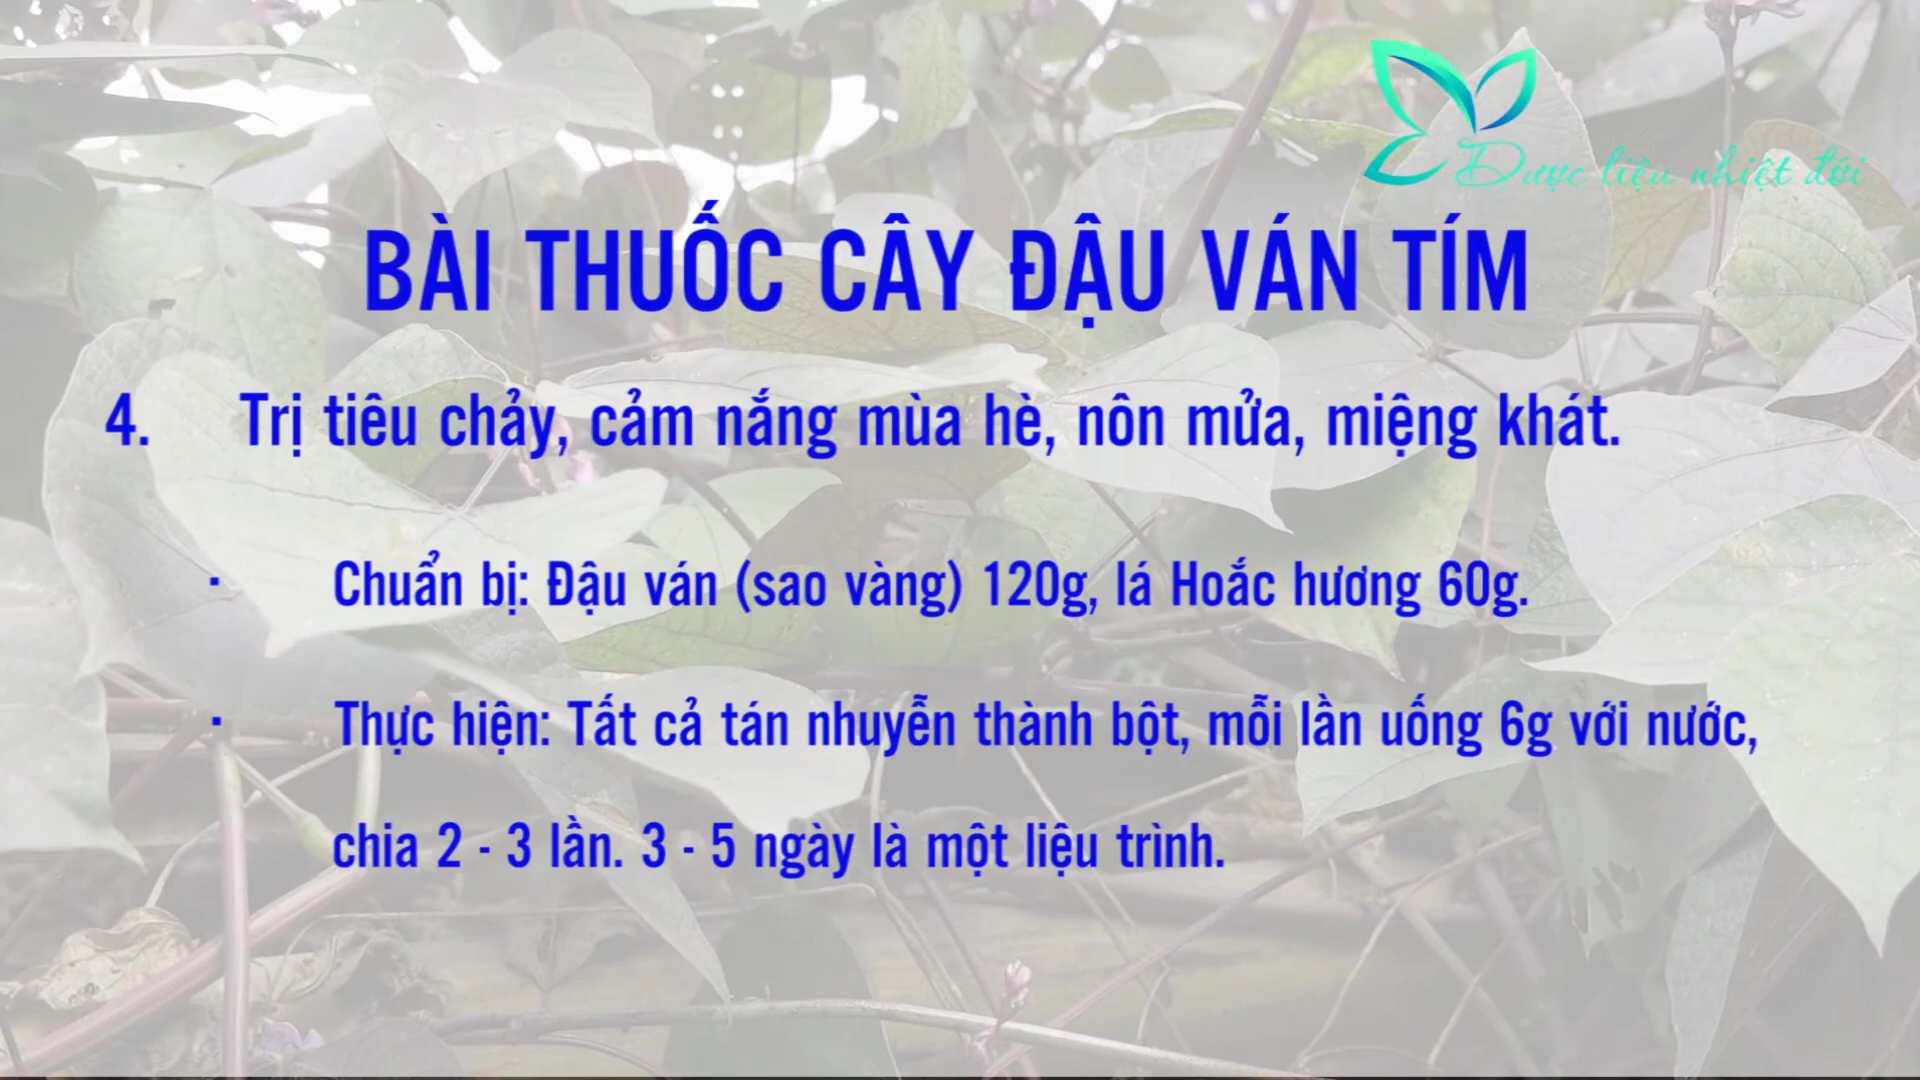 Dược liệu nhiệt đới
BÀI THUỐC CÂY ĐẬU VÁN TÍM
4. Trị tiêu chảy, cảm nắng mùa hè, nôn mửa, miệng khát.
· Chuẩn bị: Đậu ván (sao vàng) 120g, lá Hoắc hương 60g.
· Thực hiện: Tất cả tán nhuyễn thành bột, mỗi lần uống 6g với nước,
chia 2 - 3 lần. 3 - 5 ngày là một liệu trình.